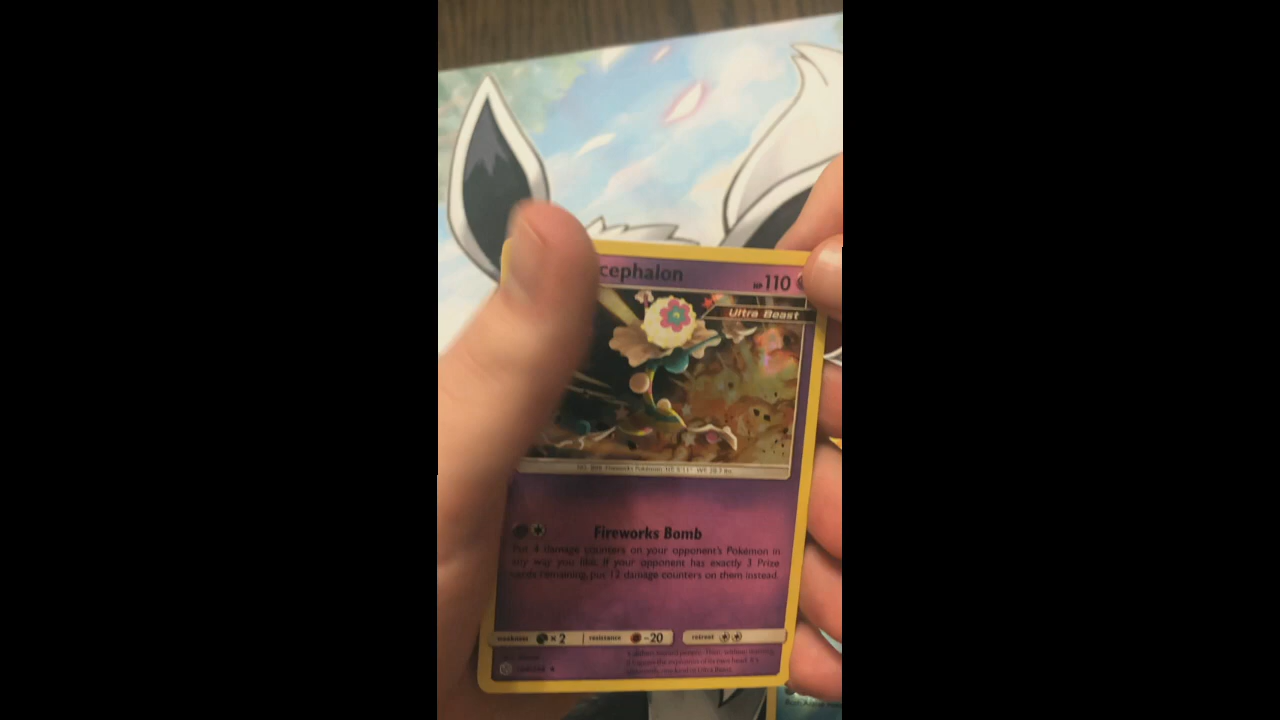 cephalon HP 110
Ultra Beast
Fireworks Bomb
Put 4 damage counters on your opponent's Pokémon in
any way you like. If your opponent has exactly 3 Prize
cards remaining, put 12 damage counters on them instead.
weakness × 2 resistance -20 retreat